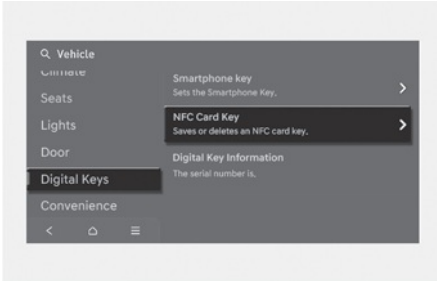 Vehicle
Climate
Seats
Lights
Door
Digital Keys
Convenience
Smartphone key
Sets the Smartphone Key.
NFC Card Key
Saves or deletes an NFC card key.
Digital Key Information
The serial number is.